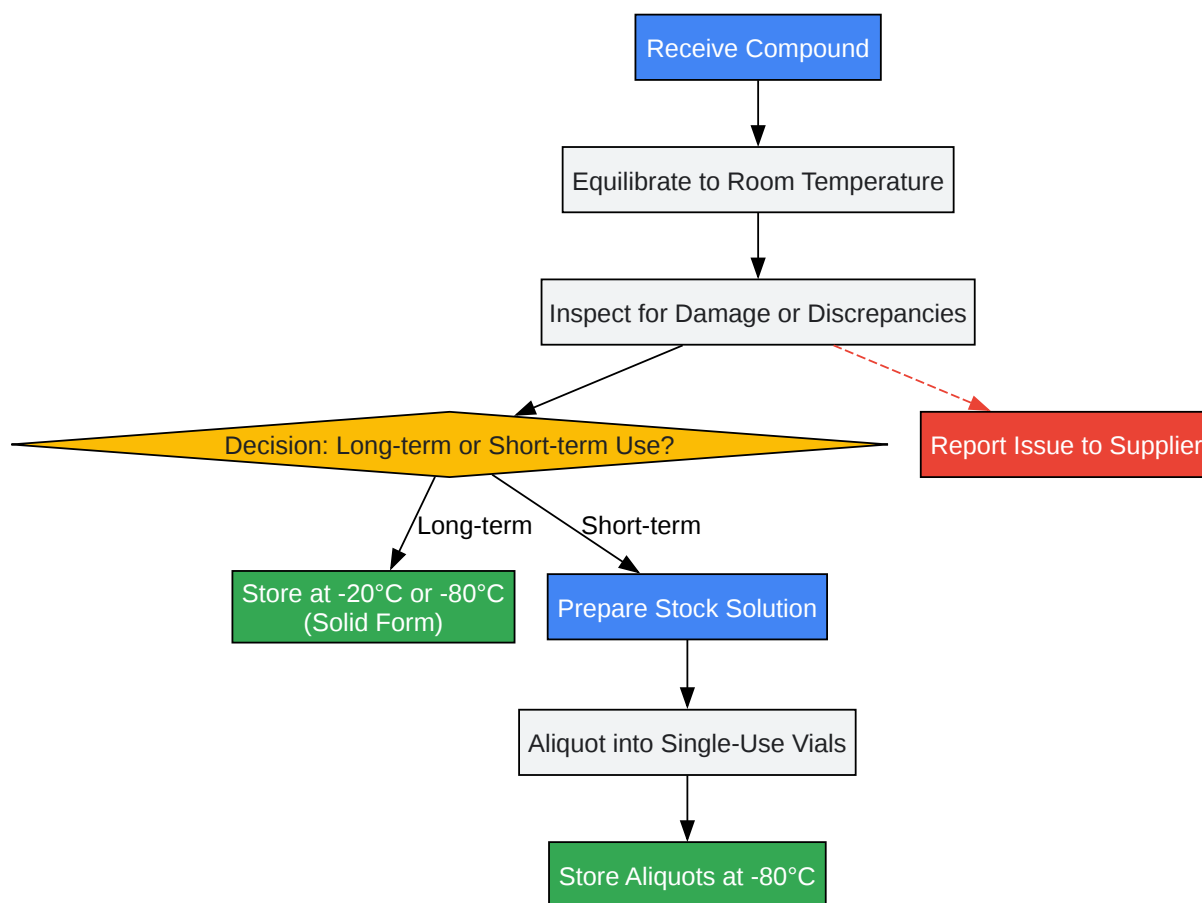 Receive Compound
Equilibrate to Room Temperature
Inspect for Damage or Discrepancies
Decision: Long-term or Short-term Use?
Report Issue to Supplier
Long-term
Short-term
Store at -20°C or -80°C
(Solid Form)
Prepare Stock Solution
Aliquot into Single-Use Vials
Store Aliquots at -80°C